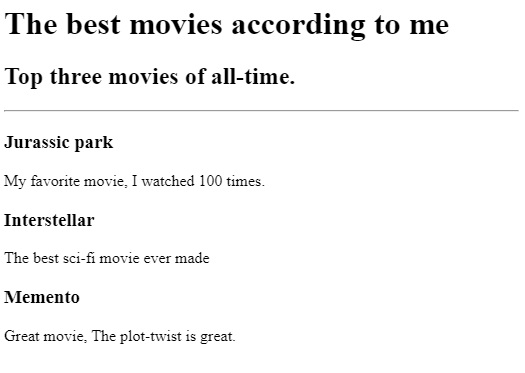 The best movies according to me
Top three movies of all-time.
Jurassic park
My favorite movie, I watched 100 times.
Interstellar
The best sci-fi movie ever made
Memento
Great movie, The plot-twist is great.